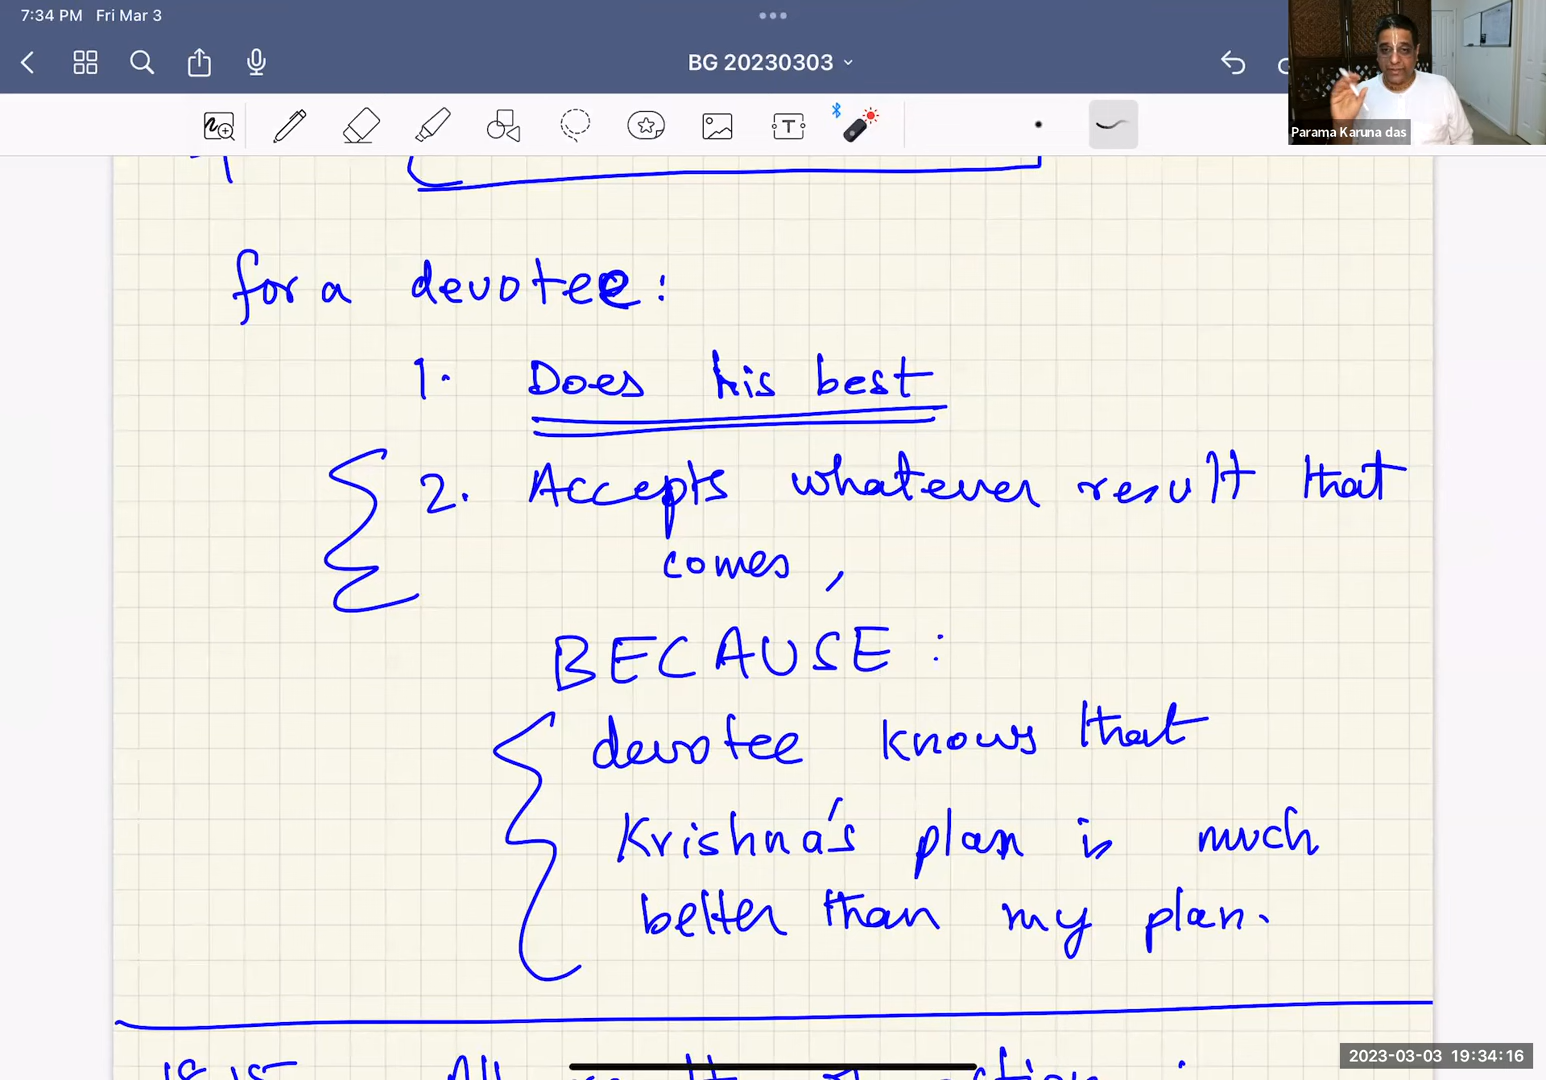 7:34 PM Fri Mar 3
BG 20230303
Parama Karuna das
for a devotee:
1. Does his best
2. Accepts whatever result that
comes,
BECAUSE:
devotee knows that
Krishna's plan is much
better than my plan.
2023-03-03 19:34:16